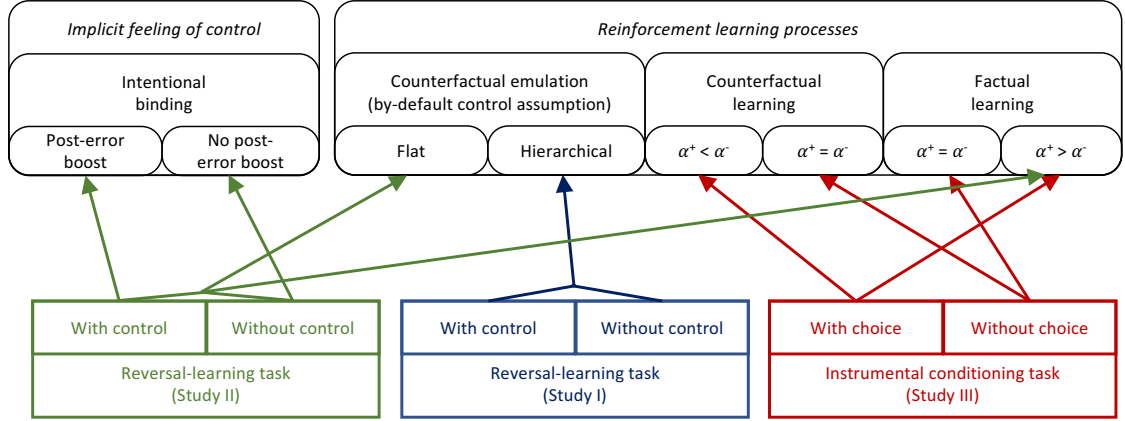 Implicit feeling of control
Reinforcement learning processes
Intentional
binding
Counterfactual emulation
(by-default control assumption)
Counterfactual
learning
Factual
learning
Post-error
boost
No post-
error boost
Flat
Hierarchical
α⁺ < α⁻
α⁺ = α⁻
α⁺ = α⁻
α⁺ > α⁻
With control
Without control
With control
Without control
With choice
Without choice
Reversal-learning task
(Study II)
Reversal-learning task
(Study I)
Instrumental conditioning task
(Study III)